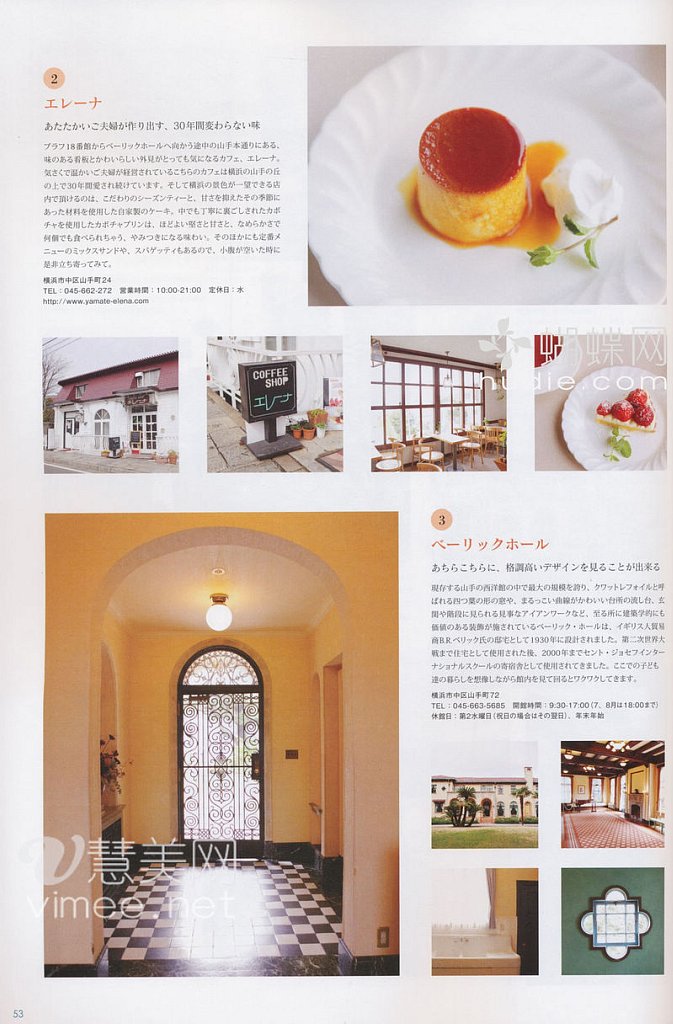 2
エレーナ
あたたかいご夫婦が作り出す、30年間変わらない味
ブラフ18番館からベーリックホールへ向かう途中の山手本通りにある、
味のある看板とかわいらしい外見がとっても気になるカフェ、エレーナ。
気さくで温かいご夫婦が経営されているこちらのカフェは横浜の山手の丘
の上で30年間愛され続けています。そして横浜の景色が一望できる店
内で頂けるのは、こだわりのシーズンティーと、甘さを抑えたその季節に
あった材料を使用した自家製のケーキ。中でも丁寧に裏ごしされたカボ
チャを使用したカボチャプリンは、ほどよい堅さと甘さと、なめらかさで
何個でも食べられちゃう、やみつきになる味わい。そのほかにも定番メ
ニューのミックスサンドや、スパゲッティもあるので、小腹が空いた時に
是非立ち寄ってみて。
横浜市中区山手町24
TEL：045-662-272 営業時間：10:00-21:00 定休日：水
http://www.yamate-elena.com
COFFEE
SHOP
エレーナ
蝴蝶网
hudie.com
3
ベーリックホール
あちらこちらに、格調高いデザインを見ることが出来る
現存する山手の西洋館の中で最大の規模を誇り、クワットレフォイルと呼
ばれる四つ葉の形の窓や、まるっこい曲線がかわいい台所の流し台、玄
関や階段に見られる見事なアイアンワークなど、至る所に建築学的にも
価値のある装飾が施されているベーリック・ホールは、イギリス人貿易
商B.R.ベリック氏の邸宅として1930年に設計されました。第二次世界大
戦まで住宅として使用された後、2000年までセント・ジョセフインター
ナショナルスクールの寄宿舎として使用されてきました。ここでの子ども
達の暮らしを想像しながら館内を見て回るとワクワクしてきます。
横浜市中区山手町72
TEL：045-663-5685 開館時間：9:30-17:00（7、8月は18:00まで）
休館日：第2水曜日（祝日の場合はその翌日）、年末年始
慧美网
vimee.net
53